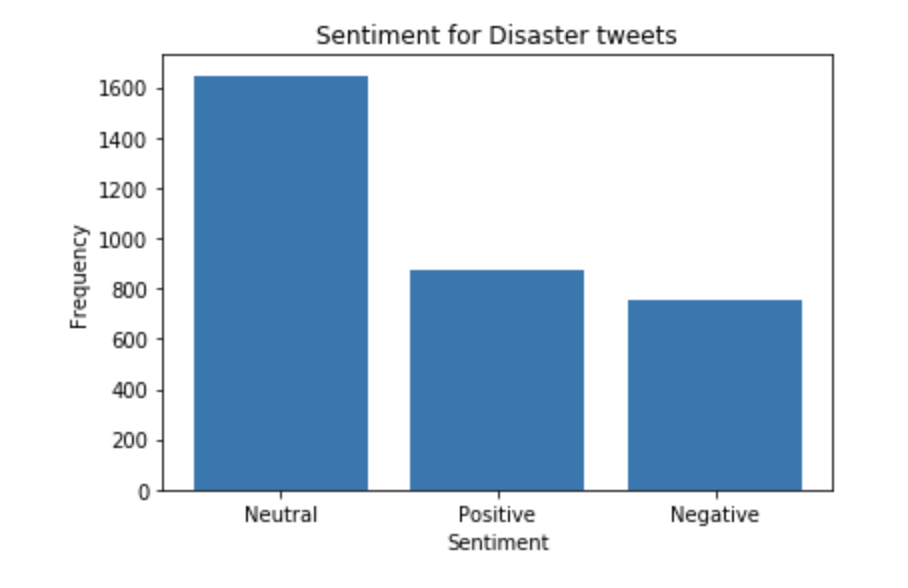 Sentiment for Disaster tweets
1600
1400
1200
1000
800
600
400
200
0
Frequency
Neutral Positive Negative
Sentiment